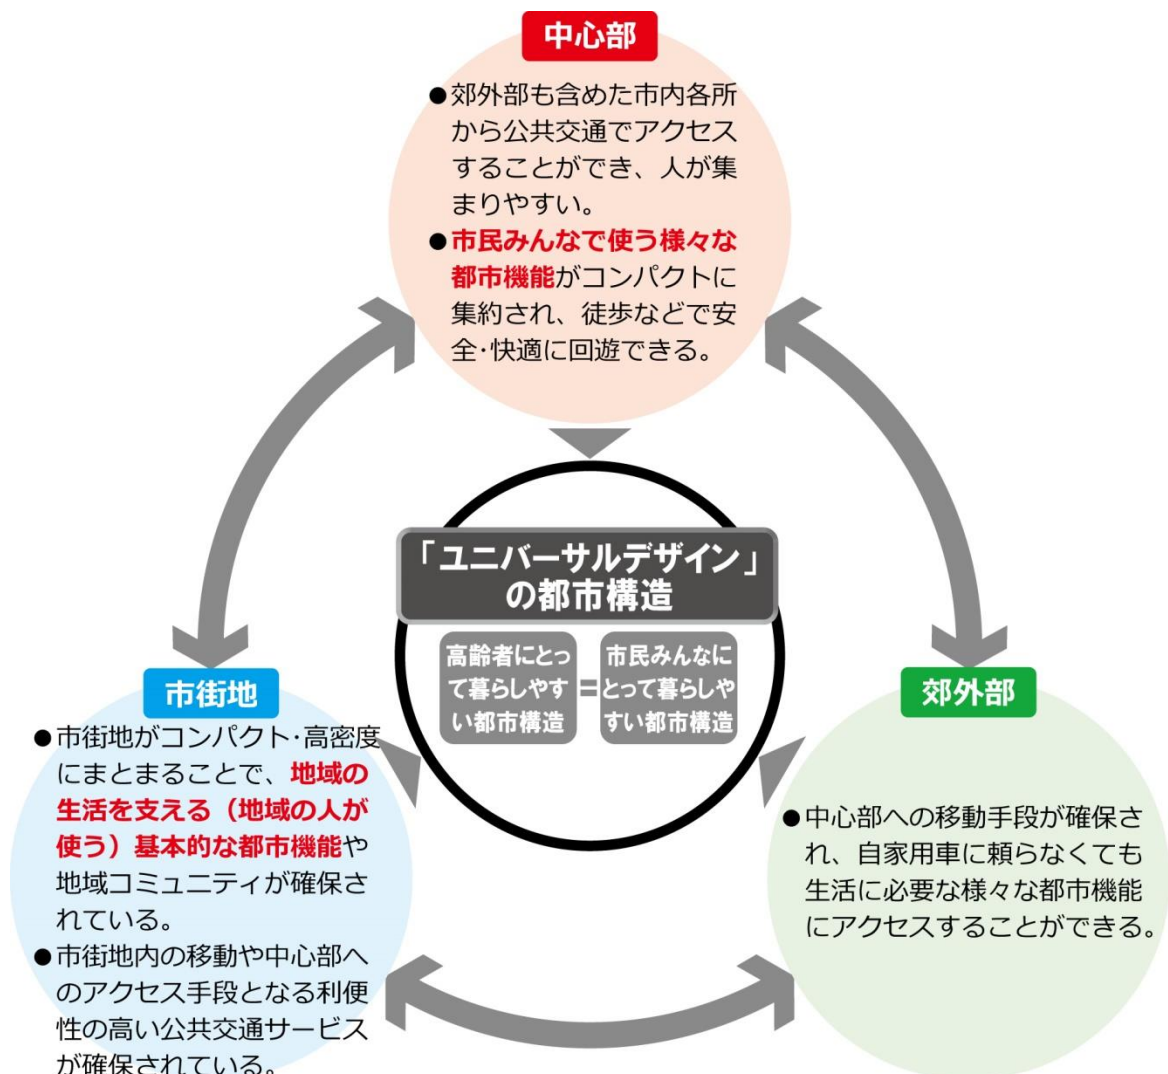 中心部
●郊外部も含めた市内各所
から公共交通でアクセス
することができ、人が集
まりやすい。
●市民みんなで使う様々な
都市機能がコンパクトに
集約され、徒歩などで安
全･快適に回遊できる。
「ユニバーサルデザイン」
の都市構造
高齢者にとっ
て暮らしやす
い都市構造
=
市民みんなに
とって暮らしや
すい都市構造
市街地
●市街地がコンパクト･高密度
にまとまることで、地域の
生活を支える（地域の人が
使う）基本的な都市機能や
地域コミュニティが確保さ
れている。
●市街地内の移動や中心部へ
のアクセス手段となる利便
性の高い公共交通サービス
が確保されている。
郊外部
●中心部への移動手段が確保さ
れ、自家用車に頼らなくても
生活に必要な様々な都市機能
にアクセスすることができる。